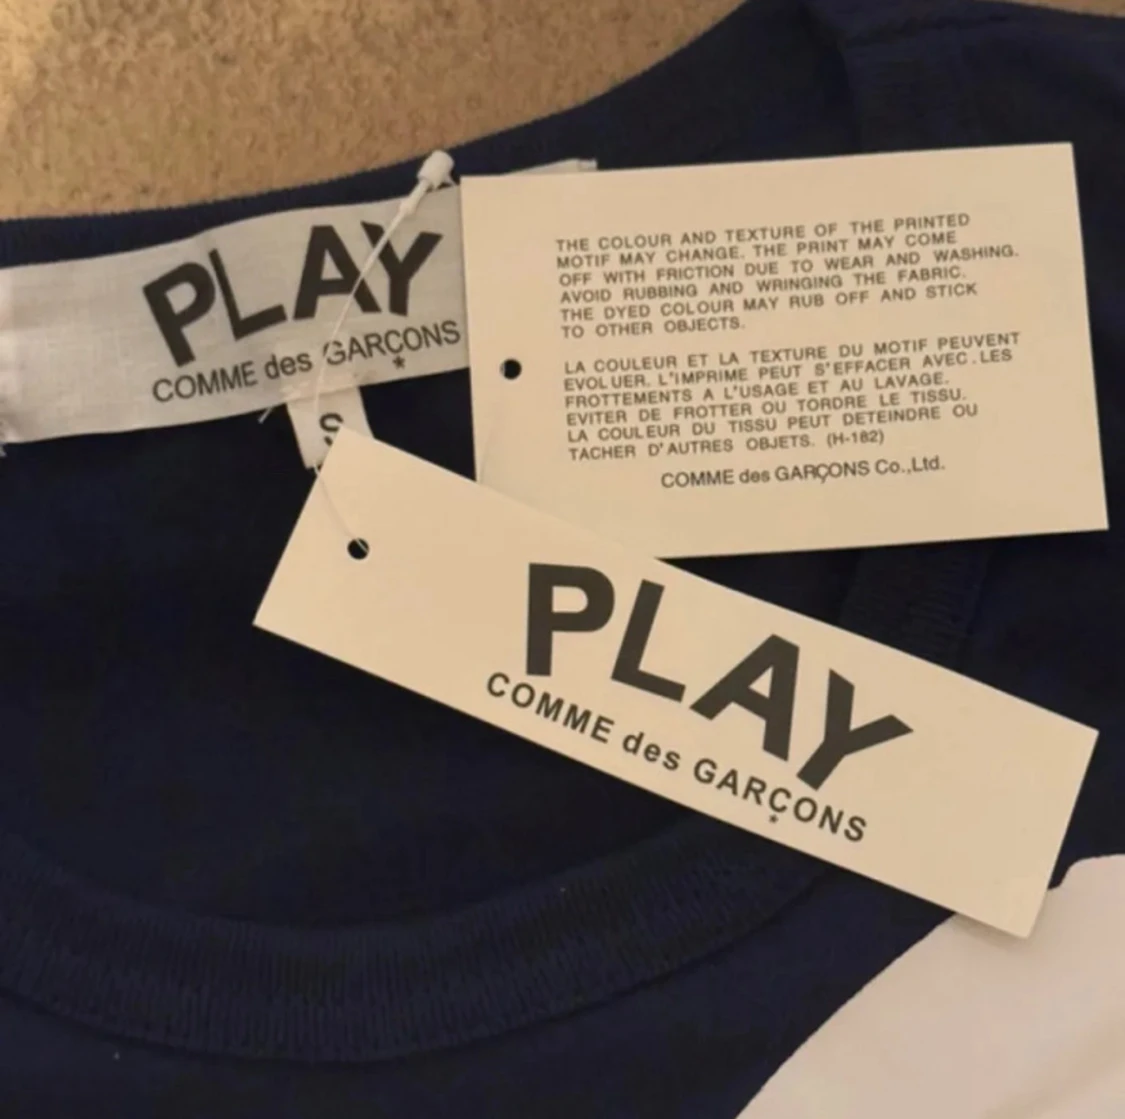 PLAY
COMME des GARÇONS
*
S
THE COLOUR AND TEXTURE OF THE PRINTED
MOTIF MAY CHANGE. THE PRINT MAY COME
OFF WITH FRICTION DUE TO WEAR AND WASHING.
AVOID RUBBING AND WRINGING THE FABRIC.
THE DYED COLOUR MAY RUB OFF AND STICK
TO OTHER OBJECTS.
LA COULEUR ET LA TEXTURE DU MOTIF PEUVENT
EVOLUER. L'IMPRIME PEUT S'EFFACER AVEC.LES
FROTTEMENTS A L'USAGE ET AU LAVAGE.
EVITER DE FROTTER OU TORDRE LE TISSU.
LA COULEUR DU TISSU PEUT DETEINDRE OU
TACHER D'AUTRES OBJETS. (H-182)
COMME des GARÇONS Co.,Ltd.
PLAY
COMME des GARÇONS
*